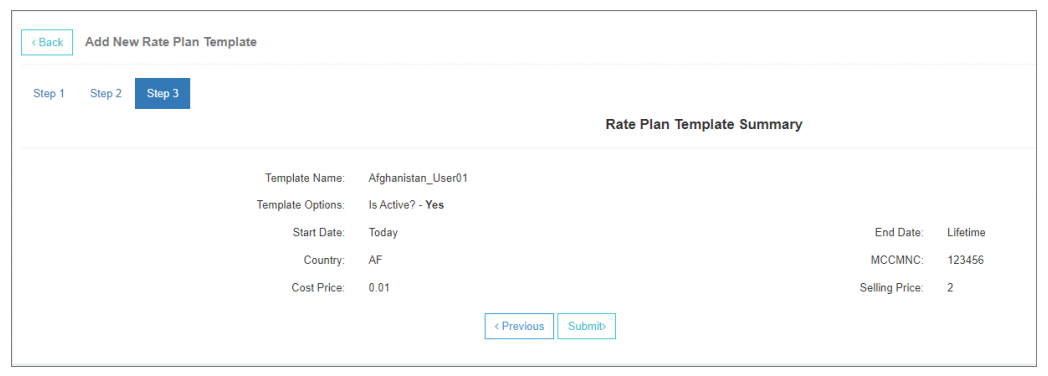 ‹ Back Add New Rate Plan Template
Step 1 Step 2 Step 3
Rate Plan Template Summary
Template Name: Afghanistan_User01
Template Options: Is Active? - Yes
Start Date: Today End Date: Lifetime
Country: AF MCCMNC: 123456
Cost Price: 0.01 Selling Price: 2
‹ Previous Submit›